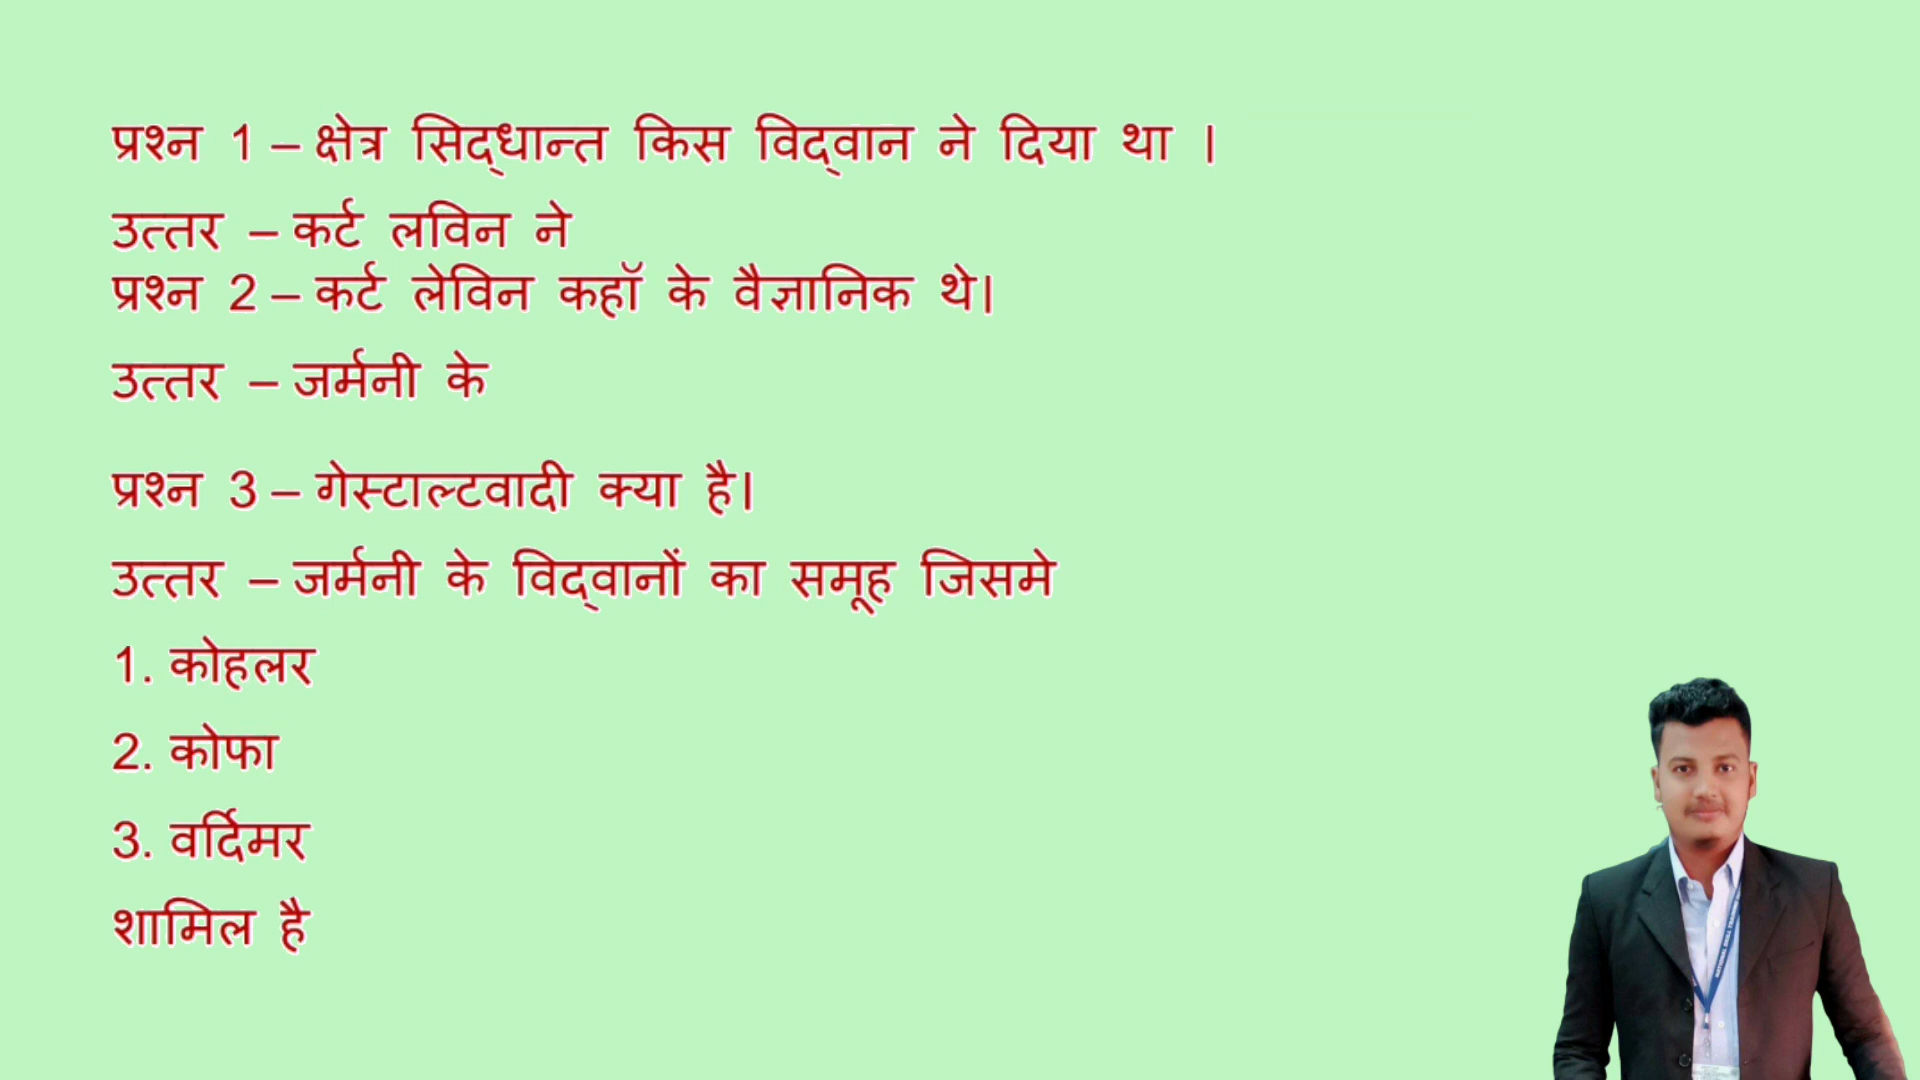 प्रश्न 1 – क्षेत्र सिद्धान्त किस विद्वान ने दिया था ।
उत्तर – कर्ट लविन ने
प्रश्न 2 – कर्ट लेविन कहॉ के वैज्ञानिक थे।
उत्तर – जर्मनी के
प्रश्न 3 – गेस्टाल्टवादी क्या है।
उत्तर – जर्मनी के विद्वानों का समूह जिसमे
1. कोहलर
2. कोफा
3. वर्दिमर
शामिल है